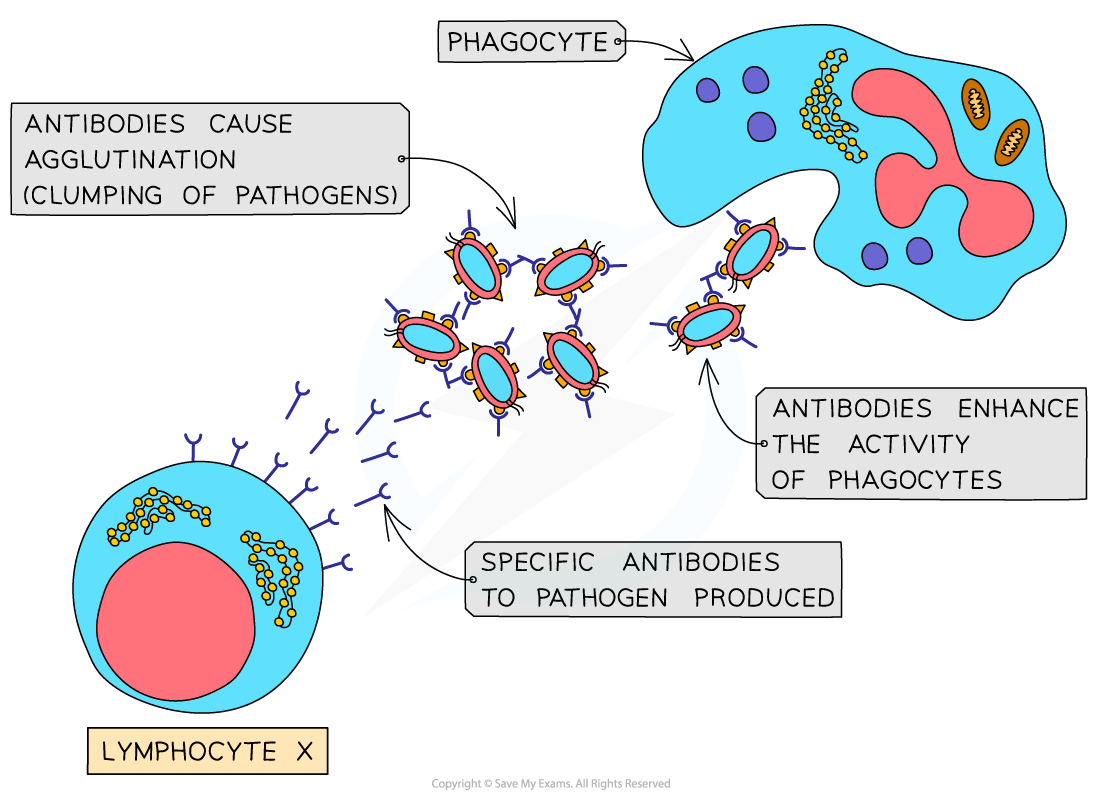 PHAGOCYTE
ANTIBODIES CAUSE
AGGLUTINATION
(CLUMPING OF PATHOGENS)
ANTIBODIES ENHANCE
THE ACTIVITY
OF PHAGOCYTES
SPECIFIC ANTIBODIES
TO PATHOGEN PRODUCED
LYMPHOCYTE X
Copyright © Save My Exams. All Rights Reserved